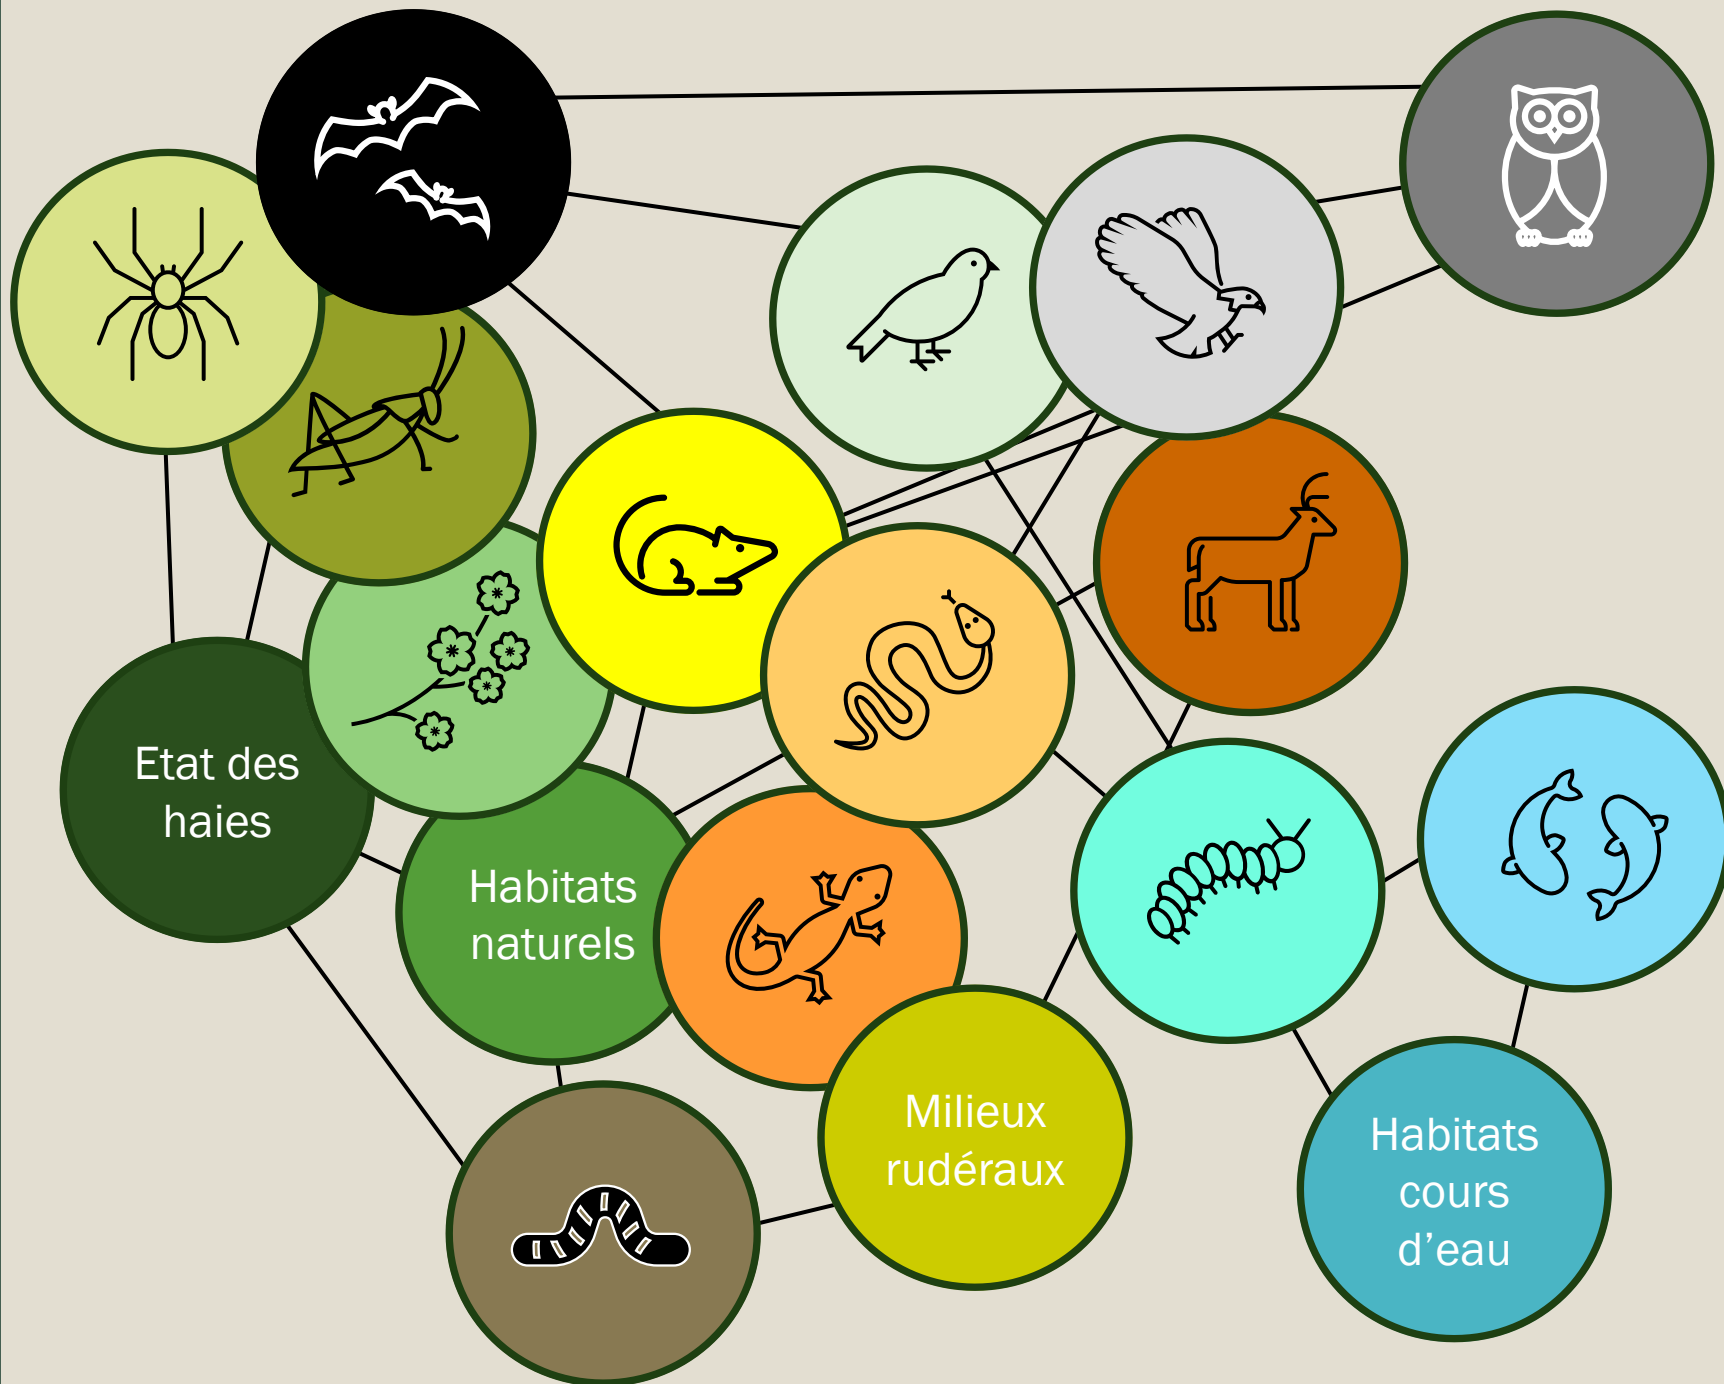 Etat des
haies
Habitats
naturels
Milieux
rudéraux
Habitats
cours
d’eau